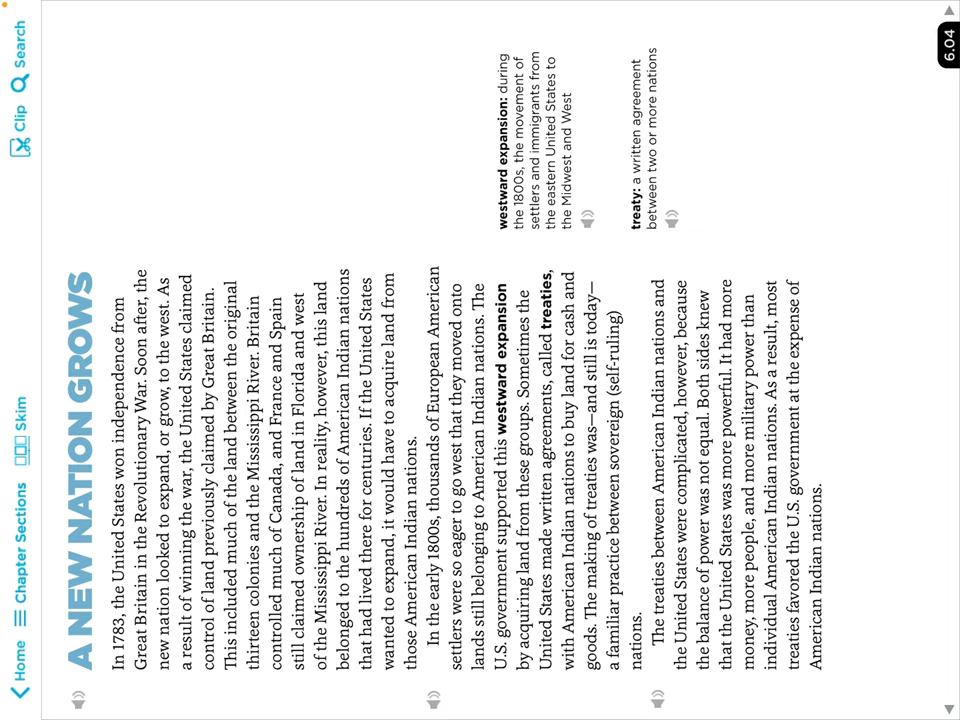 Home
Chapter Sections
Skim
Clip
Search
A NEW NATION GROWS
In 1783, the United States won independence from
Great Britain in the Revolutionary War. Soon after, the
new nation looked to expand, or grow, to the west. As
a result of winning the war, the United States claimed
control of land previously claimed by Great Britain.
This included much of the land between the original
thirteen colonies and the Mississippi River. Britain
controlled much of Canada, and France and Spain
still claimed ownership of land in Florida and west
of the Mississippi River. In reality, however, this land
belonged to the hundreds of American Indian nations
that had lived there for centuries. If the United States
wanted to expand, it would have to acquire land from
those American Indian nations.
In the early 1800s, thousands of European American
settlers were so eager to go west that they moved onto
lands still belonging to American Indian nations. The
U.S. government supported this westward expansion
by acquiring land from these groups. Sometimes the
United States made written agreements, called treaties,
with American Indian nations to buy land for cash and
goods. The making of treaties was—and still is today—
a familiar practice between sovereign (self-ruling)
nations.
The treaties between American Indian nations and
the United States were complicated, however, because
the balance of power was not equal. Both sides knew
that the United States was more powerful. It had more
money, more people, and more military power than
individual American Indian nations. As a result, most
treaties favored the U.S. government at the expense of
American Indian nations.
westward expansion: during
the 1800s, the movement of
settlers and immigrants from
the eastern United States to
the Midwest and West
treaty: a written agreement
between two or more nations
6.04